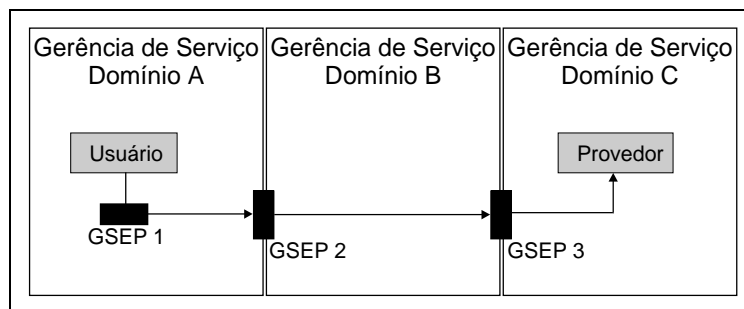 Gerência de Serviço
Domínio A
Gerência de Serviço
Domínio B
Gerência de Serviço
Domínio C
Usuário
Provedor
GSEP 1
GSEP 2
GSEP 3